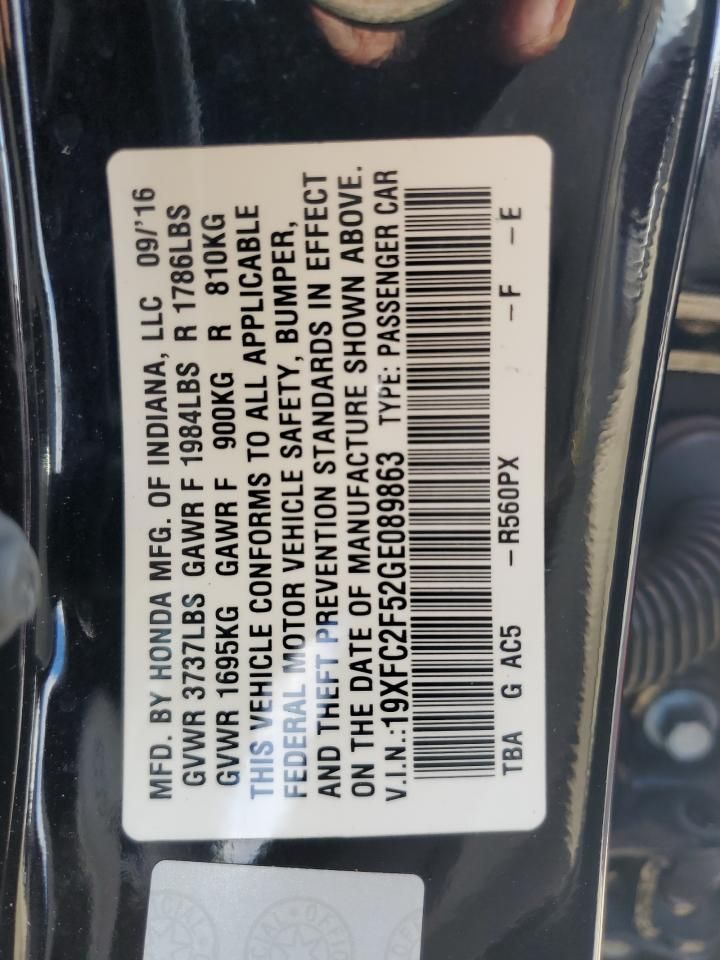 MFD. BY HONDA MFG. OF INDIANA, LLC 09/'16
GVWR 3737LBS GAWR F 1984LBS R 1786LBS
GVWR 1695KG GAWR F 900KG R 810KG
THIS VEHICLE CONFORMS TO ALL APPLICABLE
FEDERAL MOTOR VEHICLE SAFETY, BUMPER,
AND THEFT PREVENTION STANDARDS IN EFFECT
ON THE DATE OF MANUFACTURE SHOWN ABOVE.
V.I.N.:19XFC2F52GE089863 TYPE: PASSENGER CAR
TBA G AC5 –R560PX –F –E
OFFICIAL